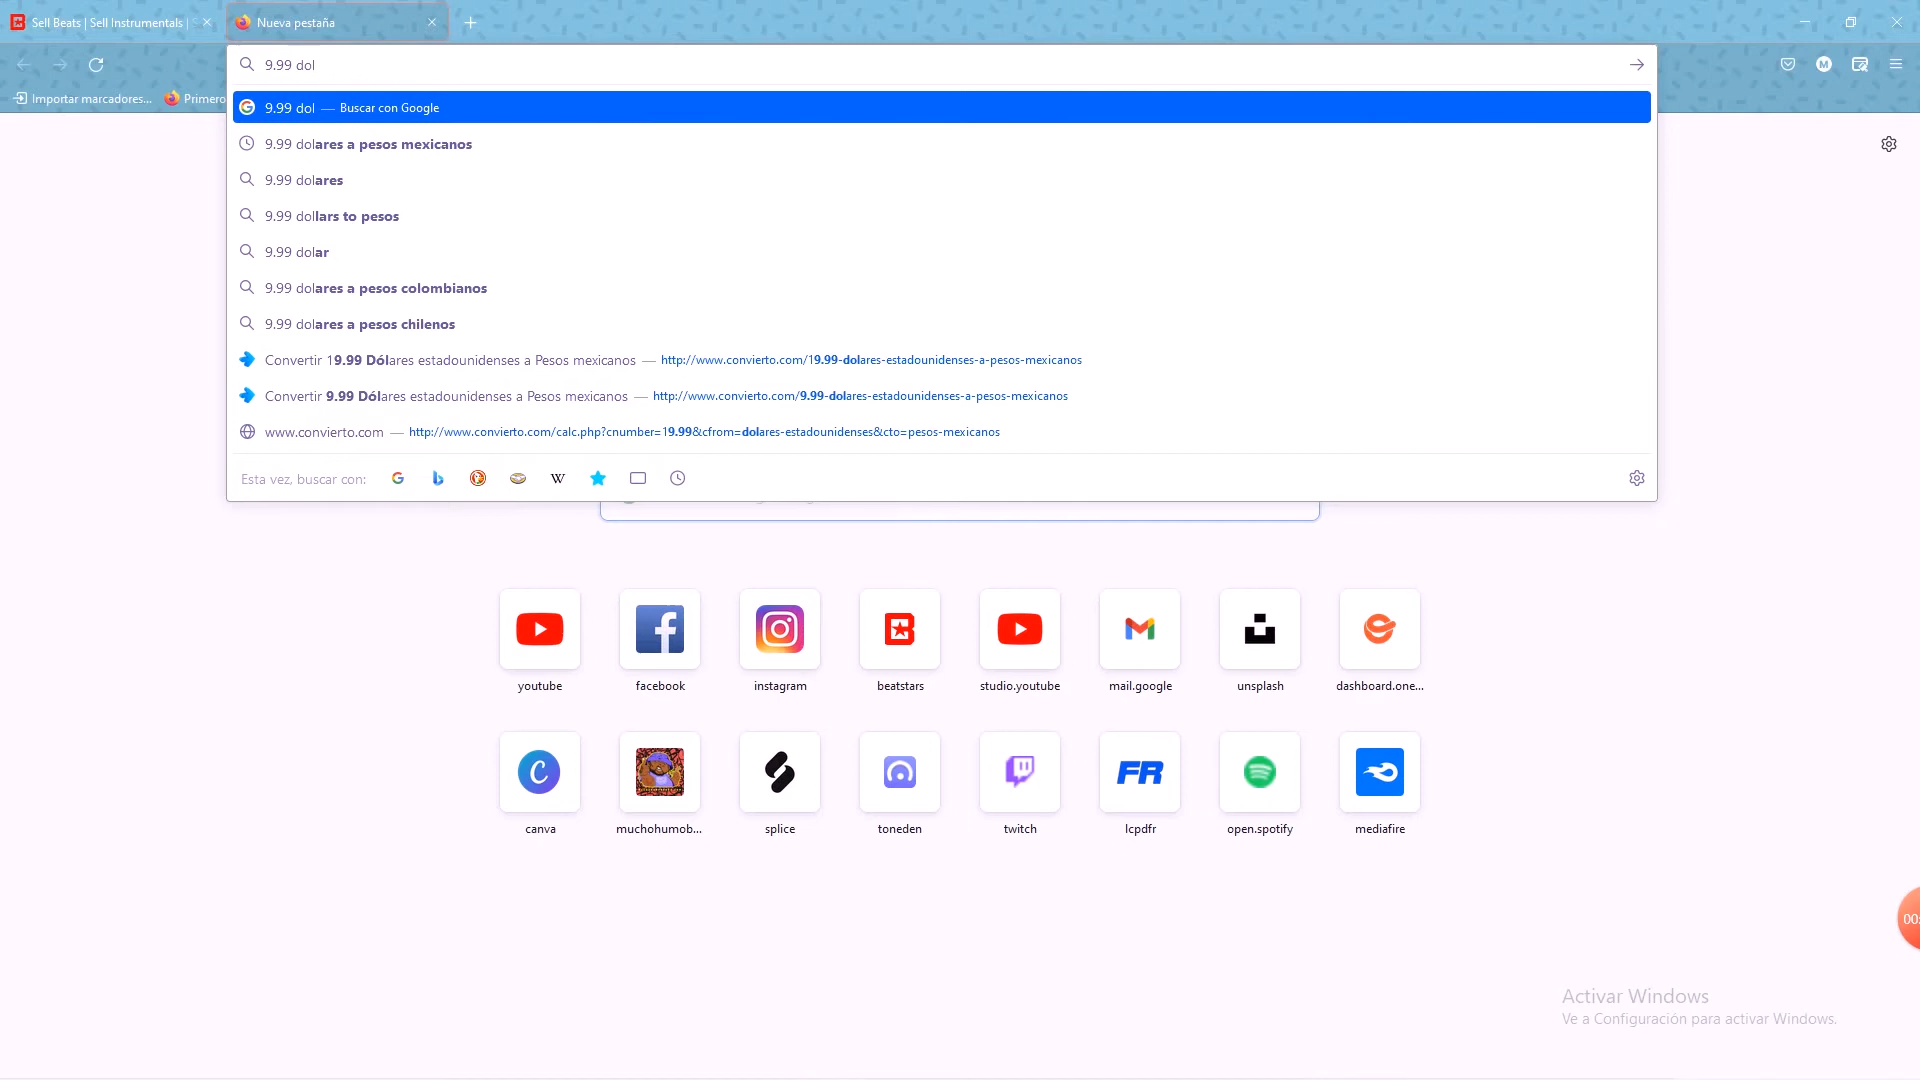 Sell Beats | Sell Instrumentals |
Nueva pestaña
9.99 dol
Importar marcadores...
Primero
9.99 dol — Buscar con Google
9.99 dolares a pesos mexicanos
9.99 dolares
9.99 dollars to pesos
9.99 dolar
9.99 dolares a pesos colombianos
9.99 dolares a pesos chilenos
Convertir 19.99 Dólares estadounidenses a Pesos mexicanos — http://www.convierto.com/19.99-dolares-estadounidenses-a-pesos-mexicanos
Convertir 9.99 Dólares estadounidenses a Pesos mexicanos — http://www.convierto.com/9.99-dolares-estadounidenses-a-pesos-mexicanos
www.convierto.com — http://www.convierto.com/calc.php?cnumber=19.99&cfrom=dolares-estadounidenses&cto=pesos-mexicanos
Esta vez, buscar con:
youtube
facebook
instagram
beatstars
studio.youtube
mail.google
unsplash
dashboard.one...
canva
muchohumob...
splice
toneden
twitch
lcpdfr
open.spotify
mediafire
00:
Activar Windows
Ve a Configuración para activar Windows.